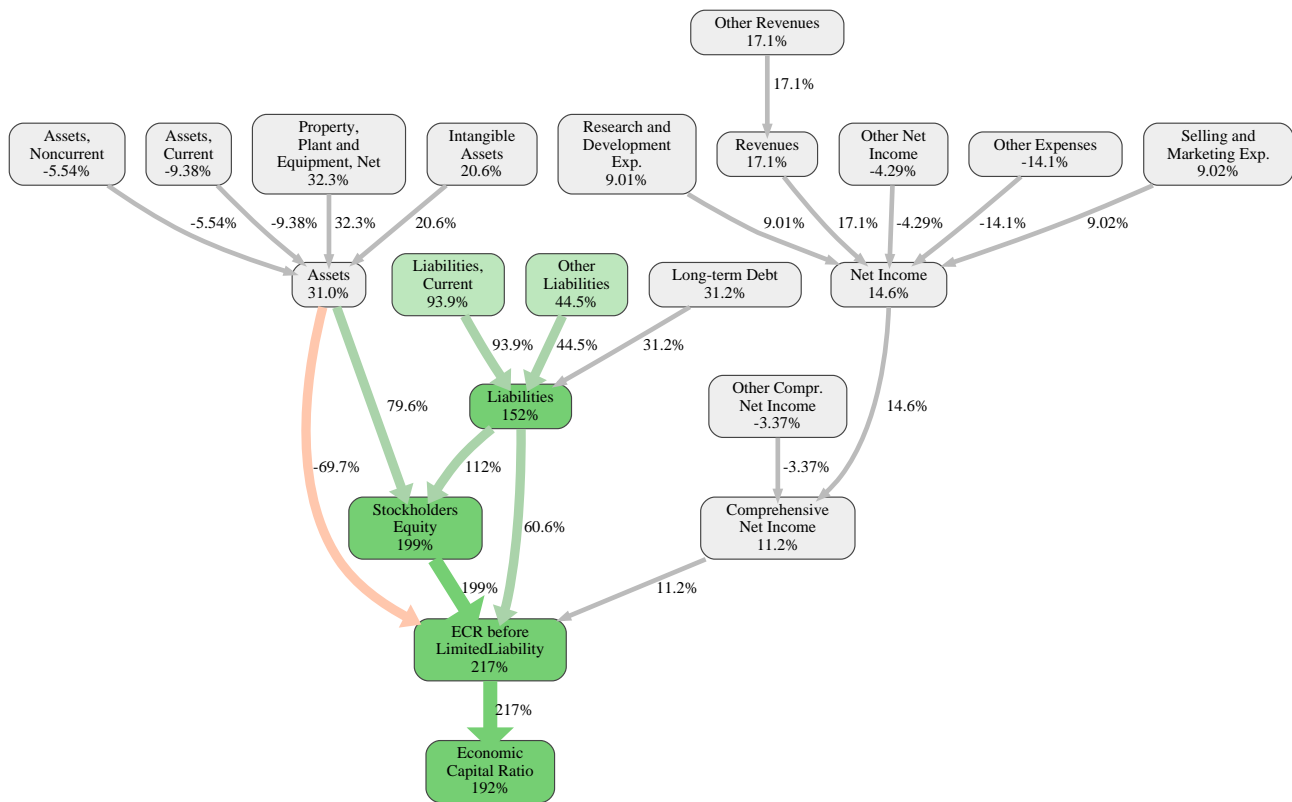 Other Revenues
17.1%
17.1%
Assets,
Noncurrent
-5.54%
Assets,
Current
-9.38%
Property,
Plant and
Equipment, Net
32.3%
Intangible
Assets
20.6%
Research and
Development
Exp.
9.01%
Revenues
17.1%
Other Net
Income
-4.29%
Other Expenses
-14.1%
Selling and
Marketing Exp.
9.02%
-5.54%
-9.38%
32.3%
20.6%
9.01%
17.1%
-4.29%
-14.1%
9.02%
Assets
31.0%
Liabilities,
Current
93.9%
Other
Liabilities
44.5%
Long-term Debt
31.2%
Net Income
14.6%
93.9%
44.5%
31.2%
Liabilities
152%
Other Compr.
Net Income
-3.37%
79.6%
14.6%
-69.7%
112%
-3.37%
Stockholders
Equity
199%
60.6%
Comprehensive
Net Income
11.2%
199%
11.2%
ECR before
LimitedLiability
217%
217%
Economic
Capital Ratio
192%